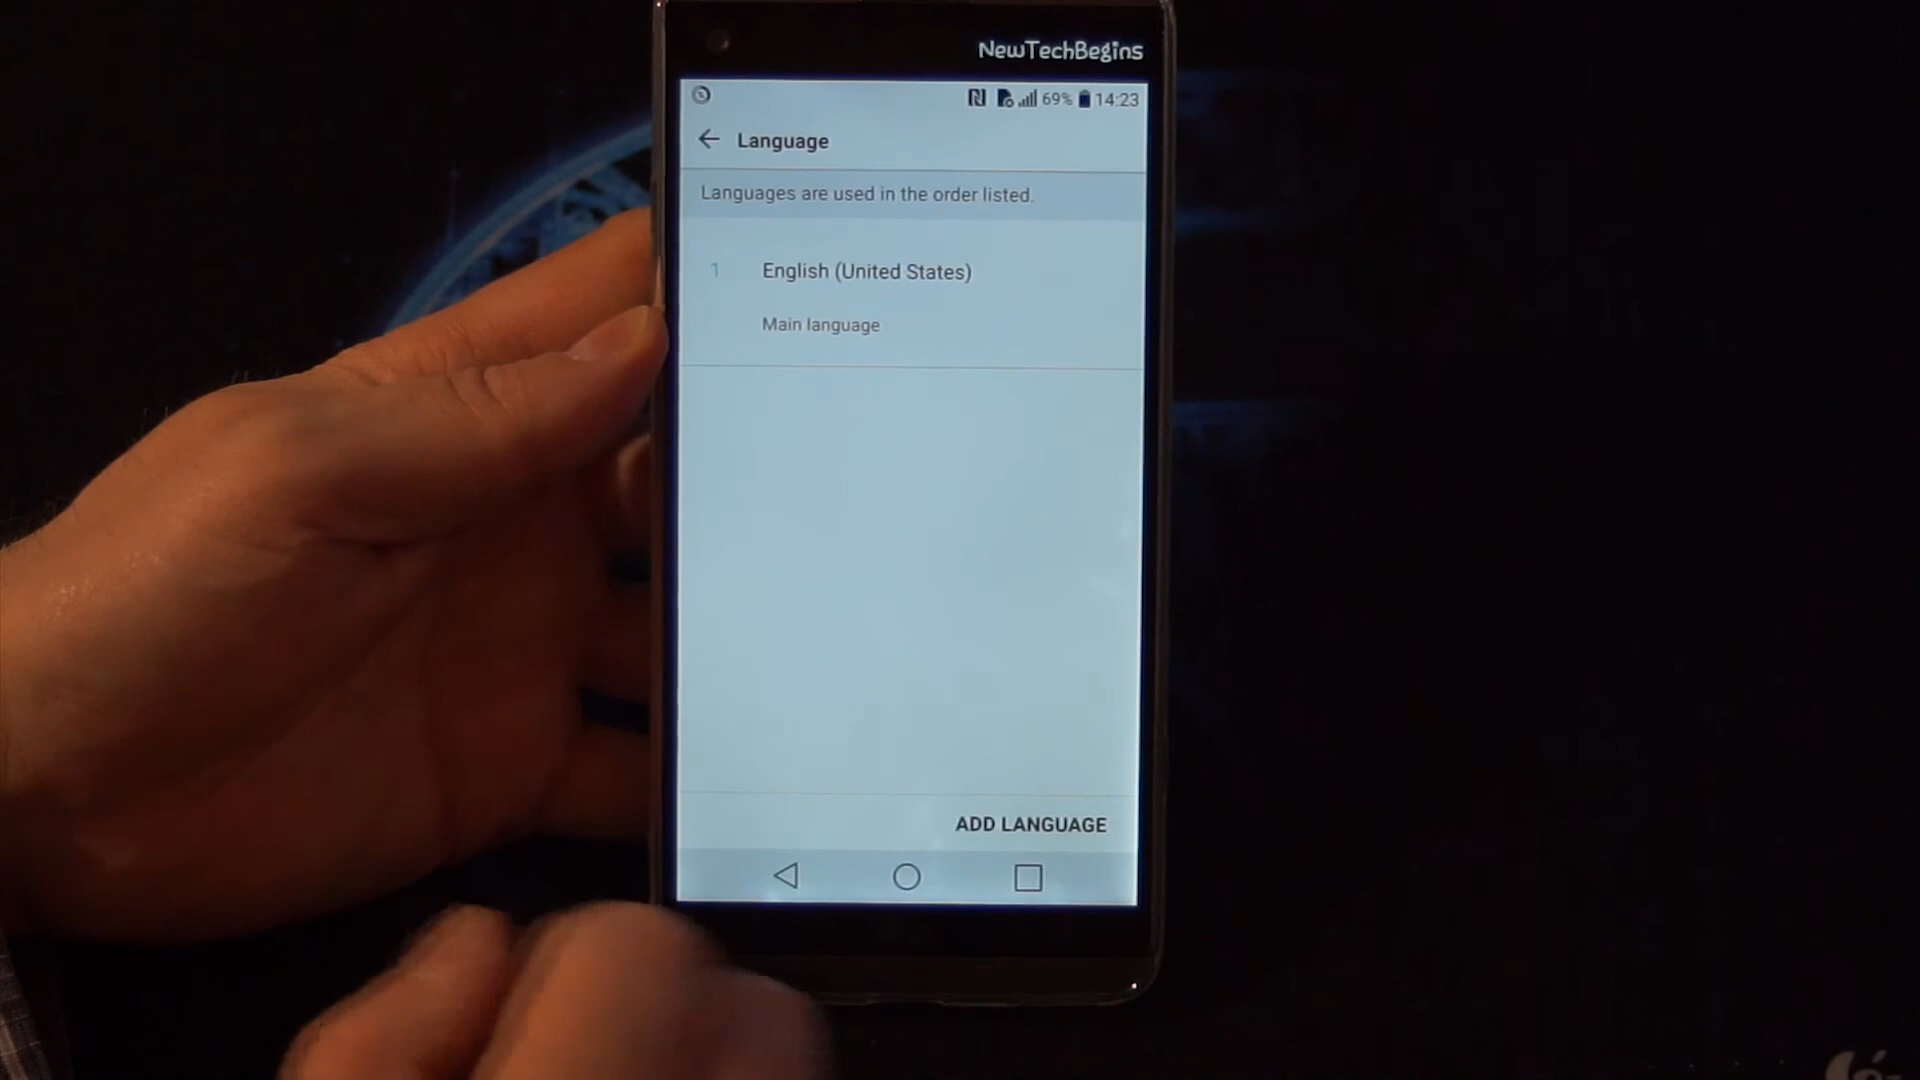 NewTechBegins
69% 14:23
Language
Languages are used in the order listed.
1 English (United States)
Main language
ADD LANGUAGE